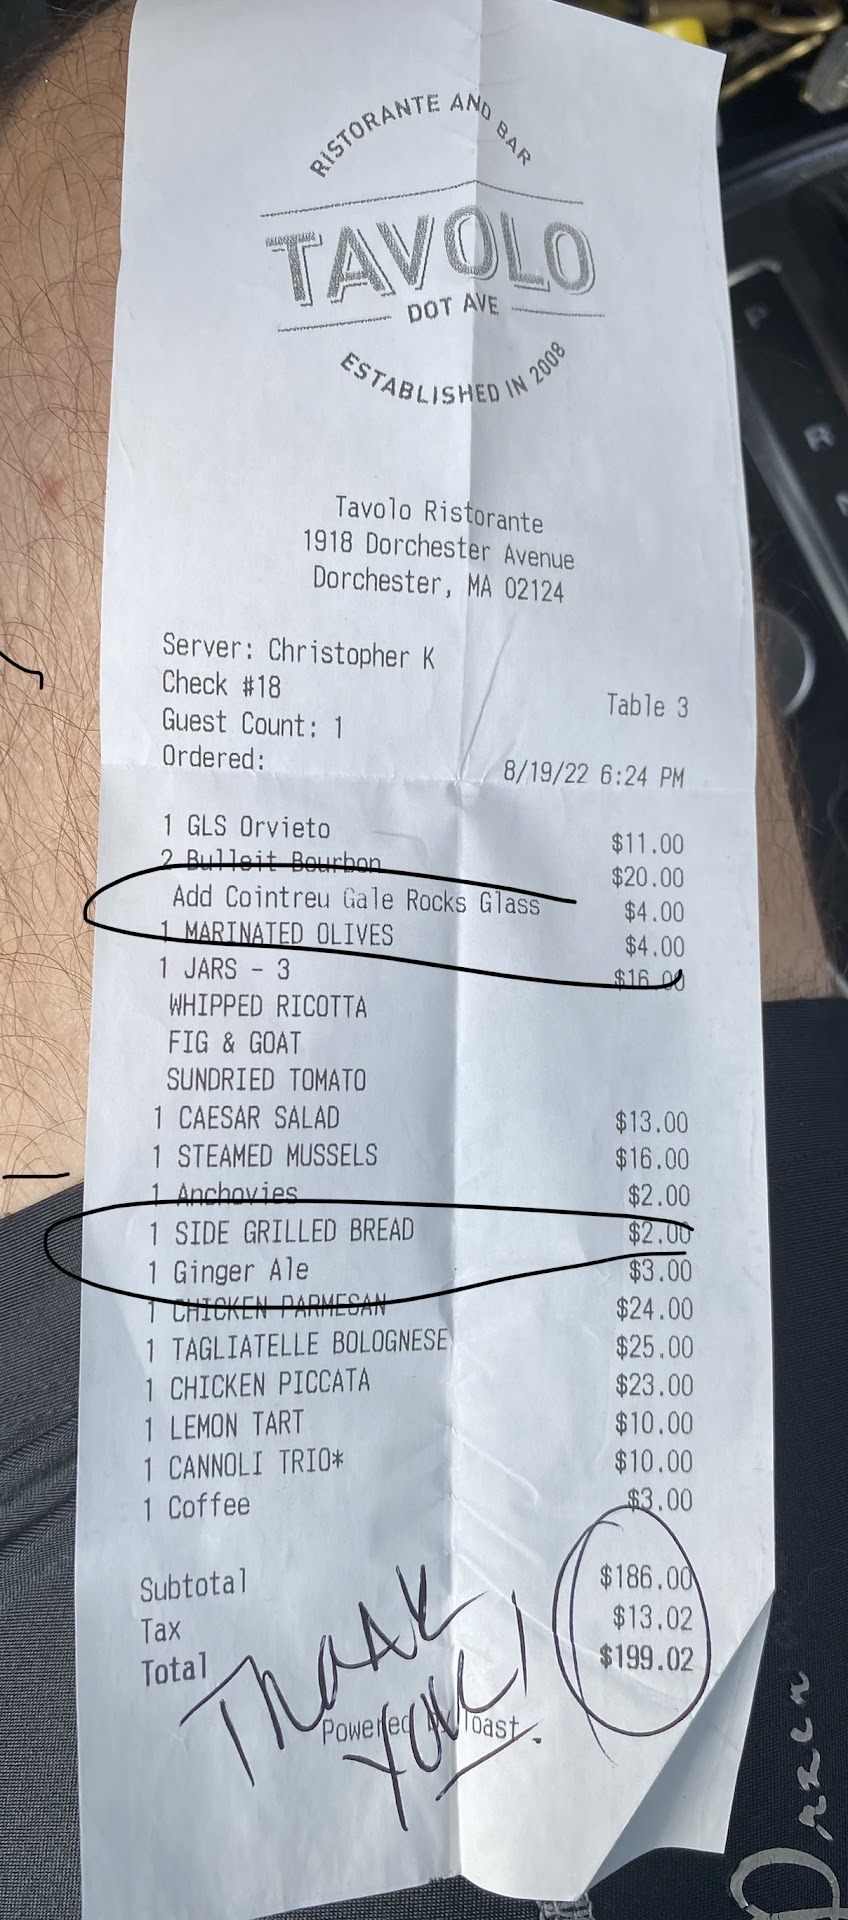 RISTORANTE AND BAR
TAVOLO
DOT AVE
ESTABLISHED IN 2008
Tavolo Ristorante
1918 Dorchester Avenue
Dorchester, MA 02124
Server: Christopher K
Check #18 Table 3
Guest Count: 1
Ordered: 8/19/22 6:24 PM
1 GLS Orvieto $11.00
2 Bulleit Bourbon $20.00
Add Cointreu Gale Rocks Glass $4.00
1 MARINATED OLIVES $4.00
1 JARS - 3 $16.00
WHIPPED RICOTTA
FIG & GOAT
SUNDRIED TOMATO
1 CAESAR SALAD $13.00
1 STEAMED MUSSELS $16.00
1 Anchovies $2.00
1 SIDE GRILLED BREAD $2.00
1 Ginger Ale $3.00
1 CHICKEN PARMESAN $24.00
1 TAGLIATELLE BOLOGNESE $25.00
1 CHICKEN PICCATA $23.00
1 LEMON TART $10.00
1 CANNOLI TRIO* $10.00
1 Coffee $3.00
Subtotal $186.00
Tax $13.02
Total $199.02
Powered by Toast
THANK
YOU!
R